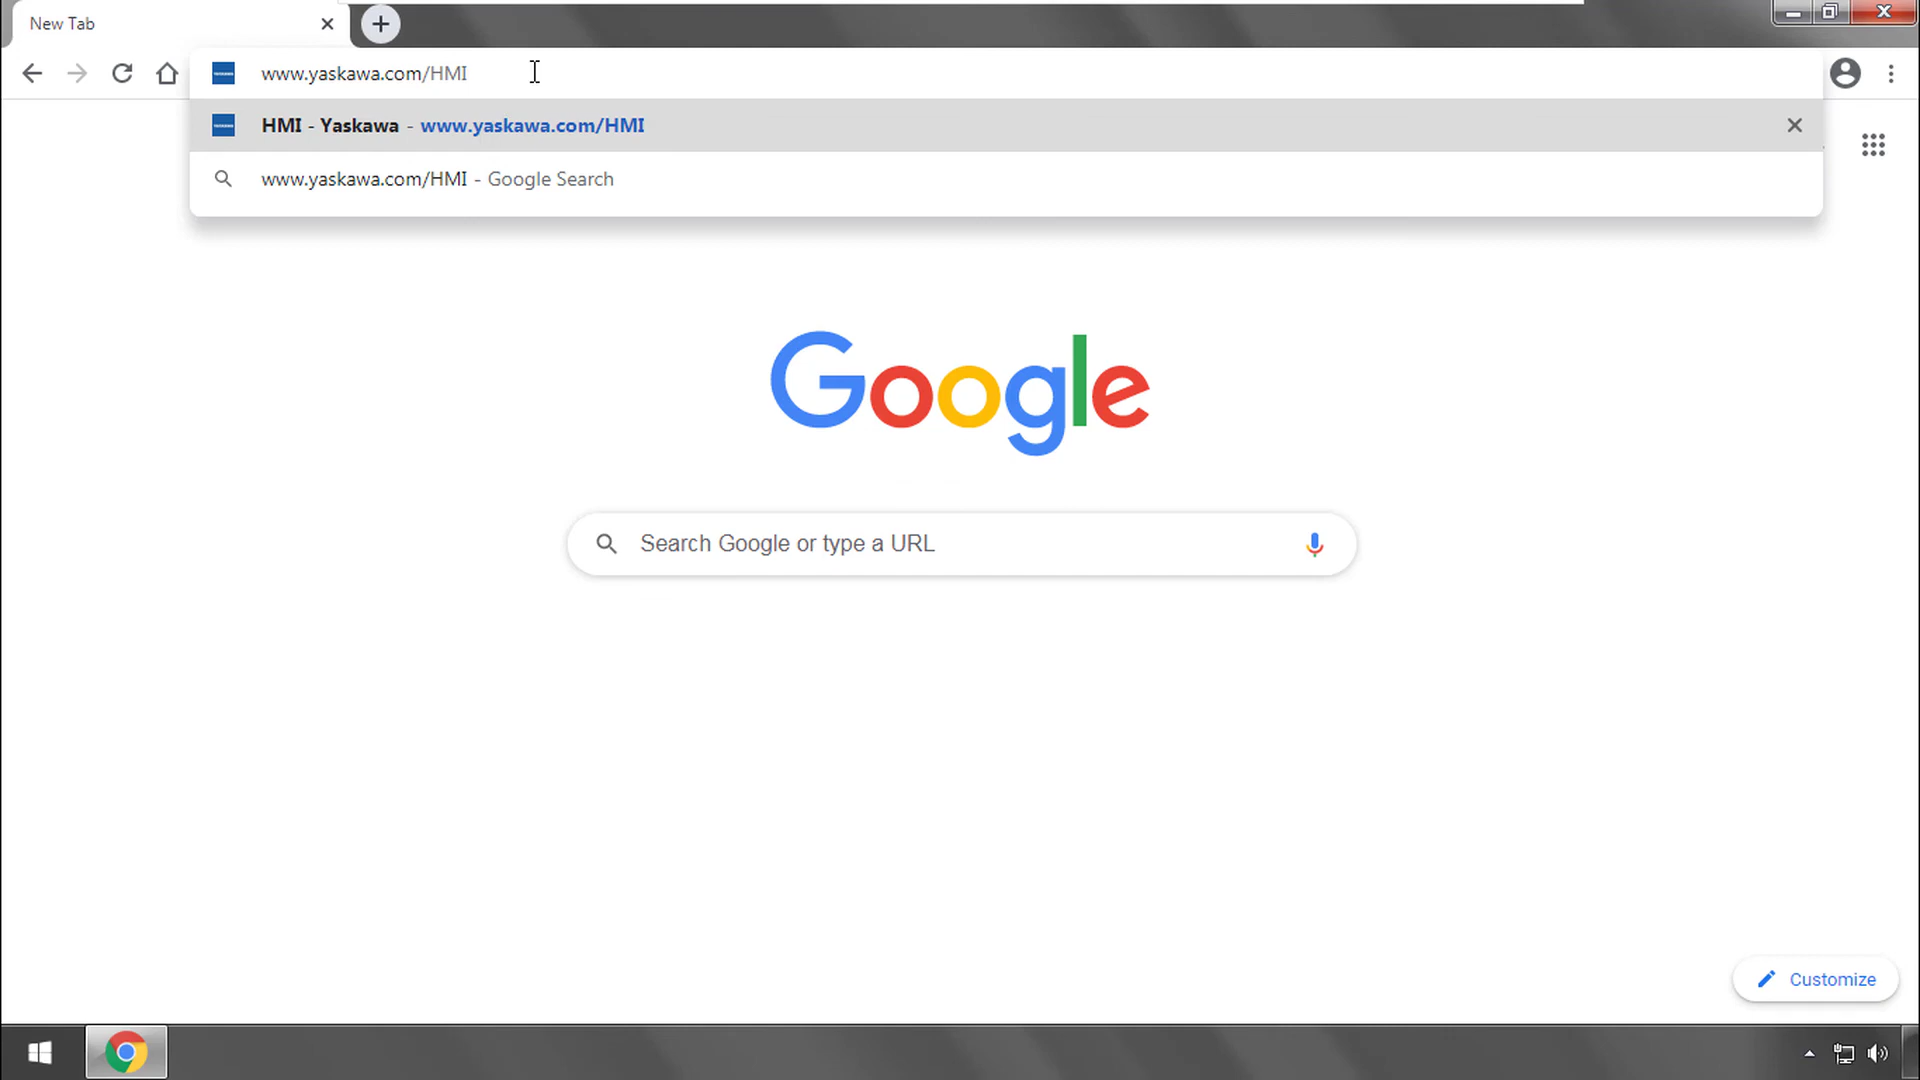 New Tab
www.yaskawa.com/HMI
HMI - Yaskawa - www.yaskawa.com/HMI
www.yaskawa.com/HMI - Google Search
Google
Search Google or type a URL
Customize